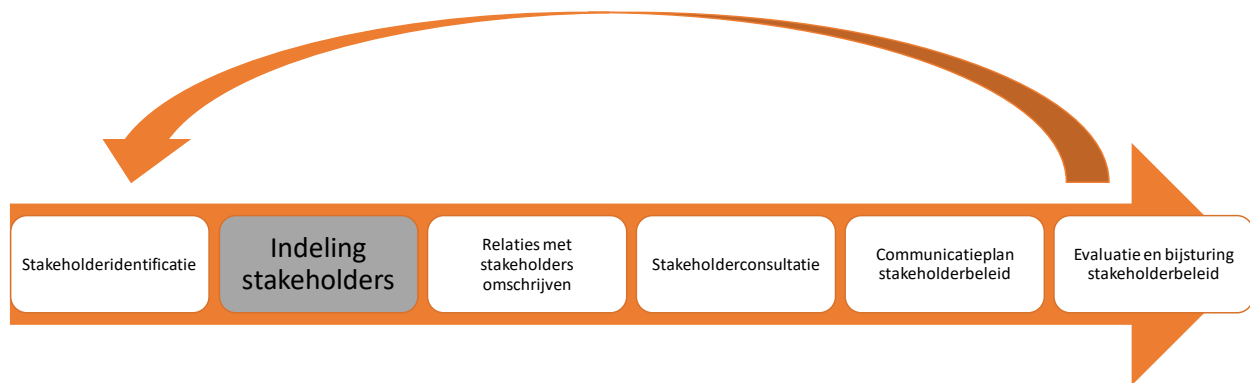 Stakeholderidentificatie
Indeling
stakeholders
Relaties met
stakeholders
omschrijven
Stakeholderconsultatie
Communicatieplan
stakeholderbeleid
Evaluatie en bijsturing
stakeholderbeleid